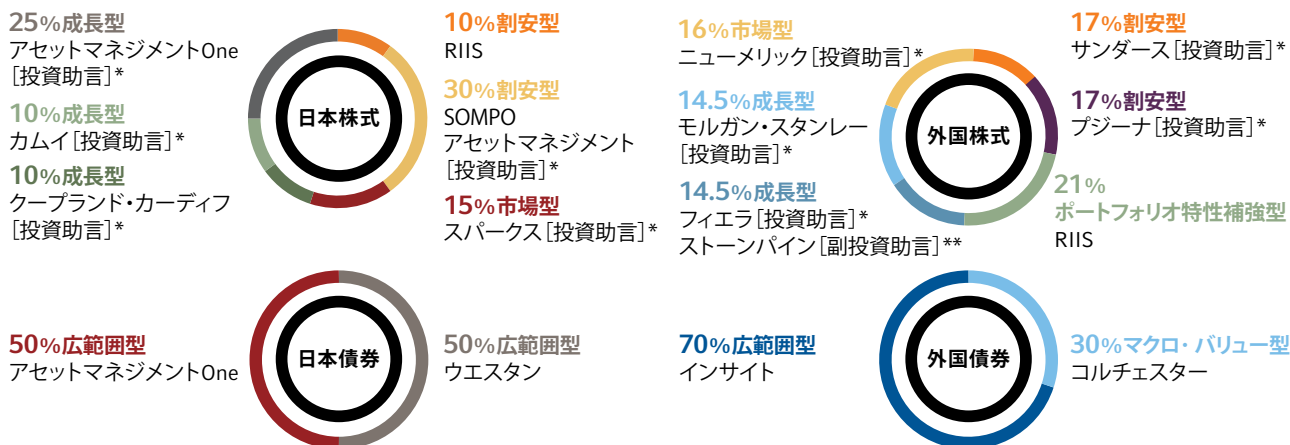 25%成長型
アセットマネジメントOne
[投資助言]*
10%成長型
カムイ[投資助言]*
10%成長型
クープランド・カーディフ
[投資助言]*
日本株式
10%割安型
RIIS
30%割安型
SOMPO
アセットマネジメント
[投資助言]*
15%市場型
スパークス[投資助言]*
16%市場型
ニューメリック[投資助言]*
14.5%成長型
モルガン・スタンレー
[投資助言]*
14.5%成長型
フィエラ[投資助言]*
ストーンパイン[副投資助言]**
外国株式
17%割安型
サンダース[投資助言]*
17%割安型
プジーナ[投資助言]*
21%
ポートフォリオ特性補強型
RIIS
50%広範囲型
アセットマネジメントOne
日本債券
50%広範囲型
ウエスタン
70%広範囲型
インサイト
外国債券
30%マクロ・バリュー型
コルチェスター